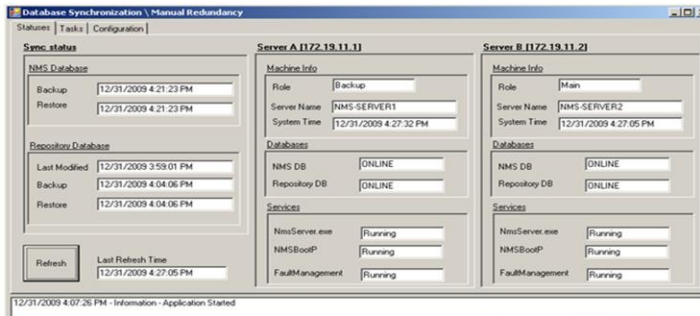 Database Synchronization \ Manual Redundancy
Statuses Tasks Configuration
Sync status
NMS Database
Backup 12/31/2009 4:21:23 PM
Restore 12/31/2009 4:21:23 PM
Repository Database
Last Modified 12/31/2009 3:59:01 PM
Backup 12/31/2009 4:04:06 PM
Restore 12/31/2009 4:04:06 PM
Refresh
Last Refresh Time
12/31/2009 4:27:05 PM
Server A [172.19.11.1]
Machine Info
Role Backup
Server Name NMS-SERVER1
System Time 12/31/2009 4:27:32 PM
Databases
NMS DB ONLINE
Repository DB ONLINE
Services
NmsServer.exe Running
NMSBootP Running
FaultManagement Running
Server B [172.19.11.2]
Machine Info
Role Main
Server Name NMS-SERVER2
System Time 12/31/2009 4:27:05 PM
Databases
NMS DB ONLINE
Repository DB ONLINE
Services
NmsServer.exe Running
NMSBootP Running
FaultManagement Running
12/31/2009 4:07:26 PM - Information - Application Started